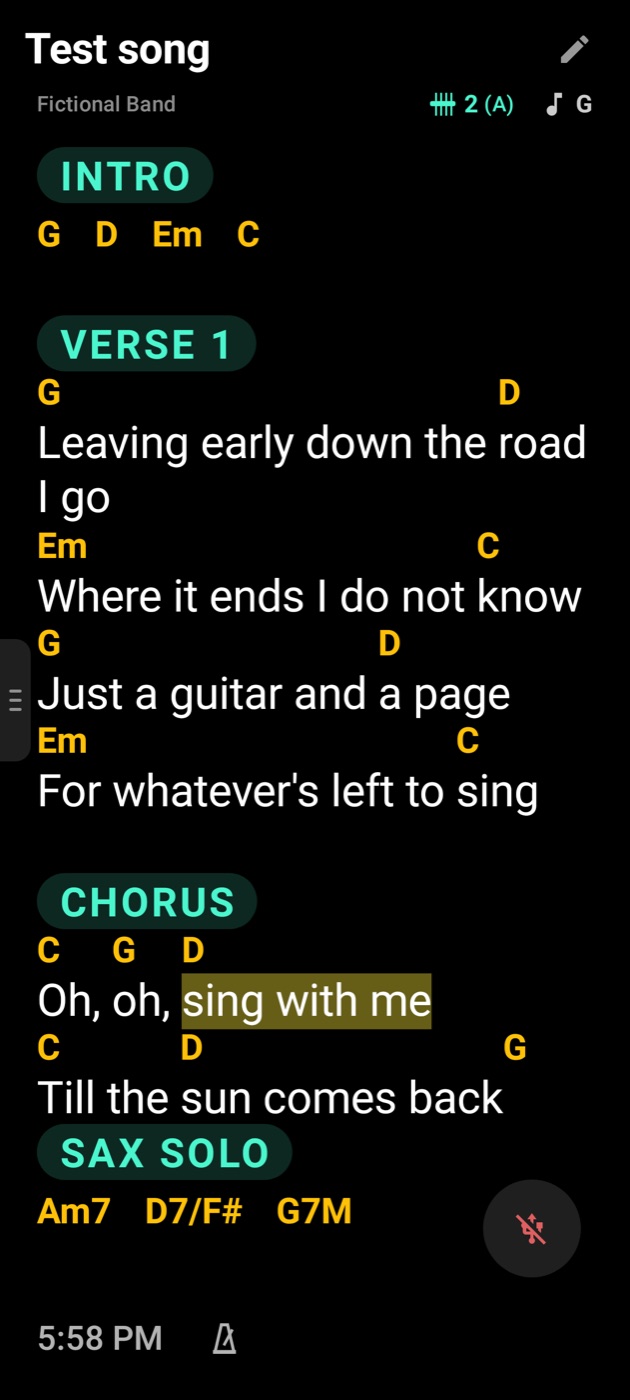 Test song
Fictional Band 2 (A) G
INTRO
G D Em C
VERSE 1
G D
Leaving early down the road
I go
Em C
Where it ends I do not know
G D
Just a guitar and a page
Em C
For whatever's left to sing
CHORUS
C G D
Oh, oh, sing with me
C D G
Till the sun comes back
SAX SOLO
Am7 D7/F# G7M
5:58 PM